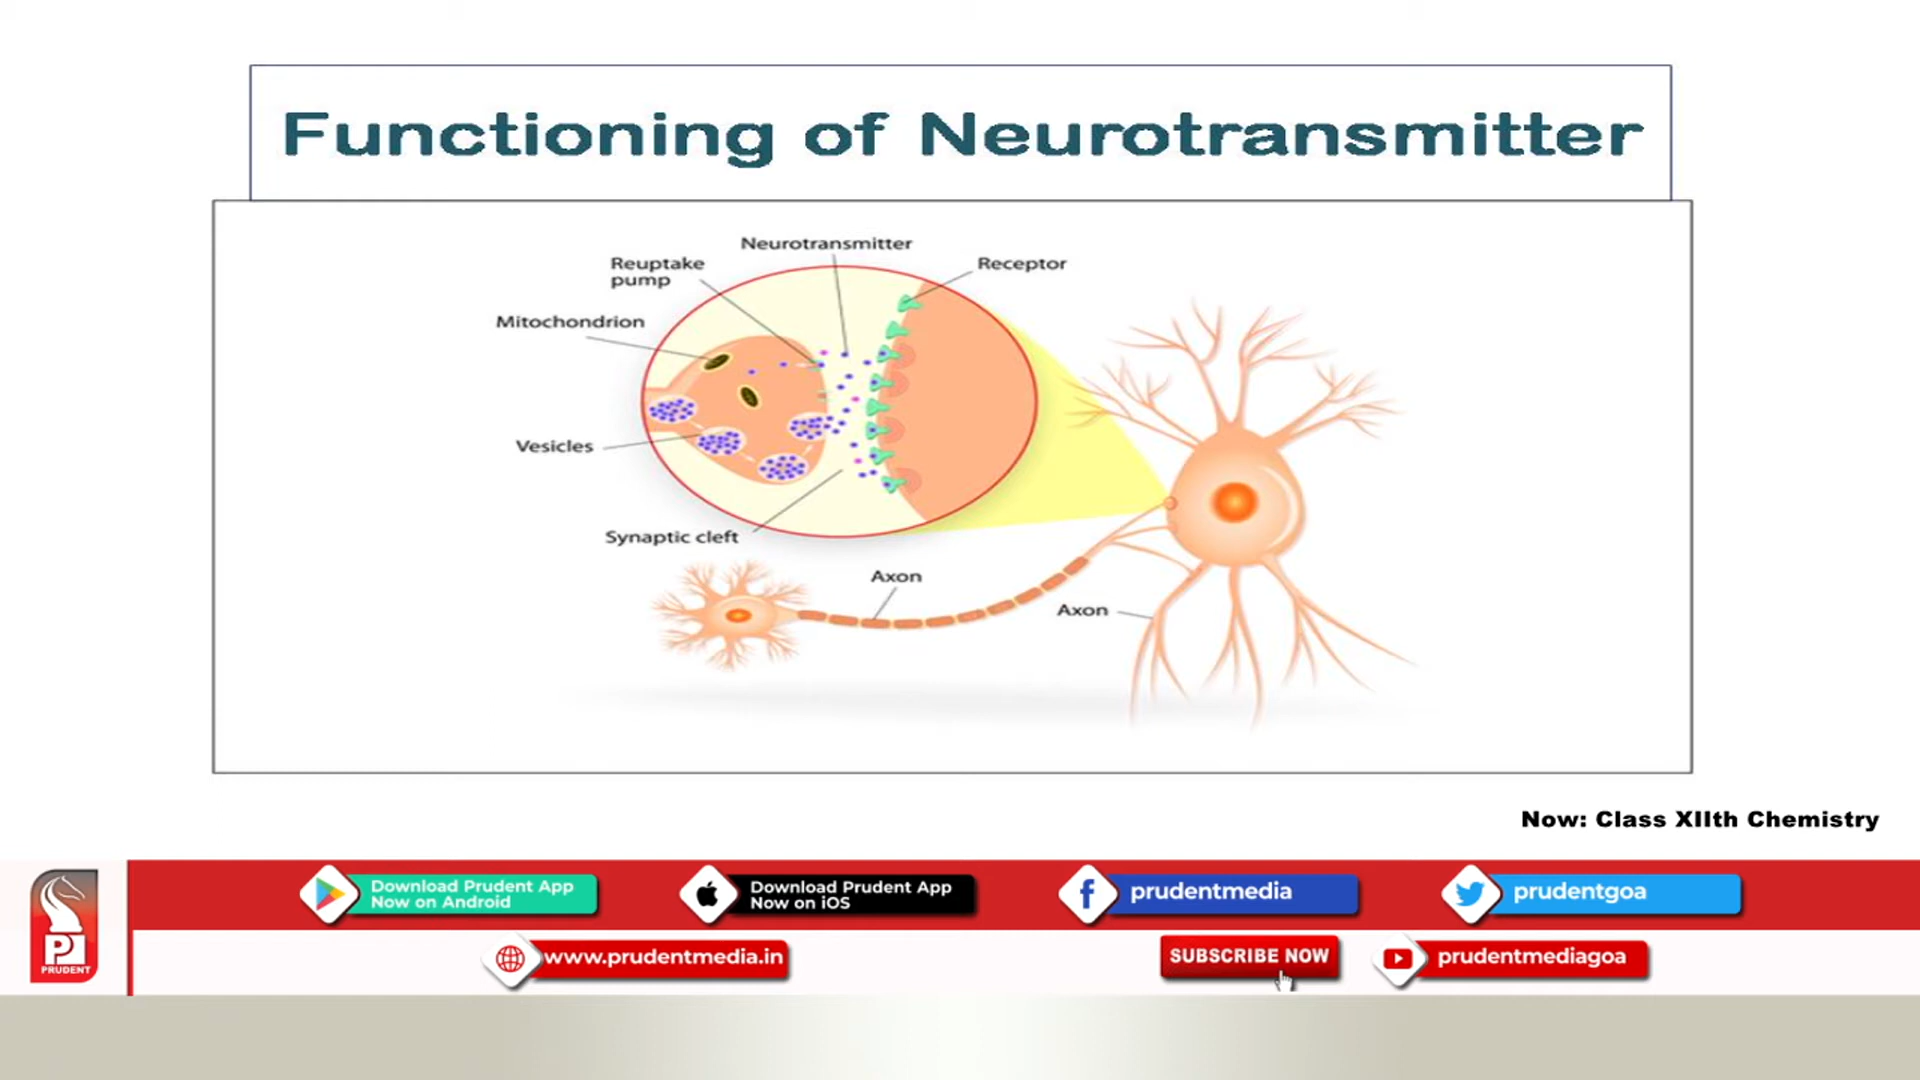 Functioning of Neurotransmitter
Neurotransmitter
Reuptake
pump
Receptor
Mitochondrion
Vesicles
Synaptic cleft
Axon
Axon
Now: Class XIIth Chemistry
Download Prudent App
Now on Android
Download Prudent App
Now on iOS
prudentmedia
prudentgoa
PRUDENT
www.prudentmedia.in
SUBSCRIBE NOW
prudentmediagoa